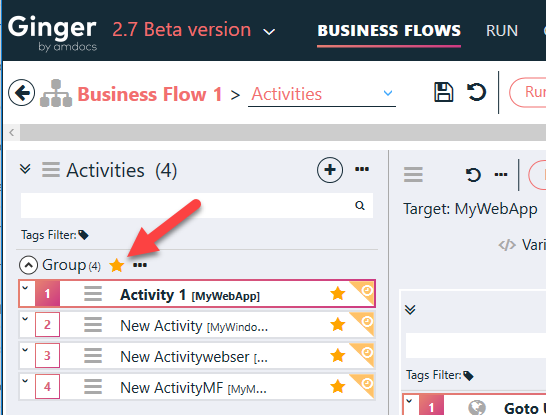 Ginger 2.7 Beta version BUSINESS FLOWS RUN
by amdocs
Business Flow 1 > Activities Ru
Activities (4)
Target: MyWebApp
Tags Filter:
Vari
Group (4)
1 Activity 1 [MyWebApp]
2 New Activity [MyWindo...
3 New Activitywebser [...
Tags Filter:
4 New ActivityMF [MyM...
1 Goto U